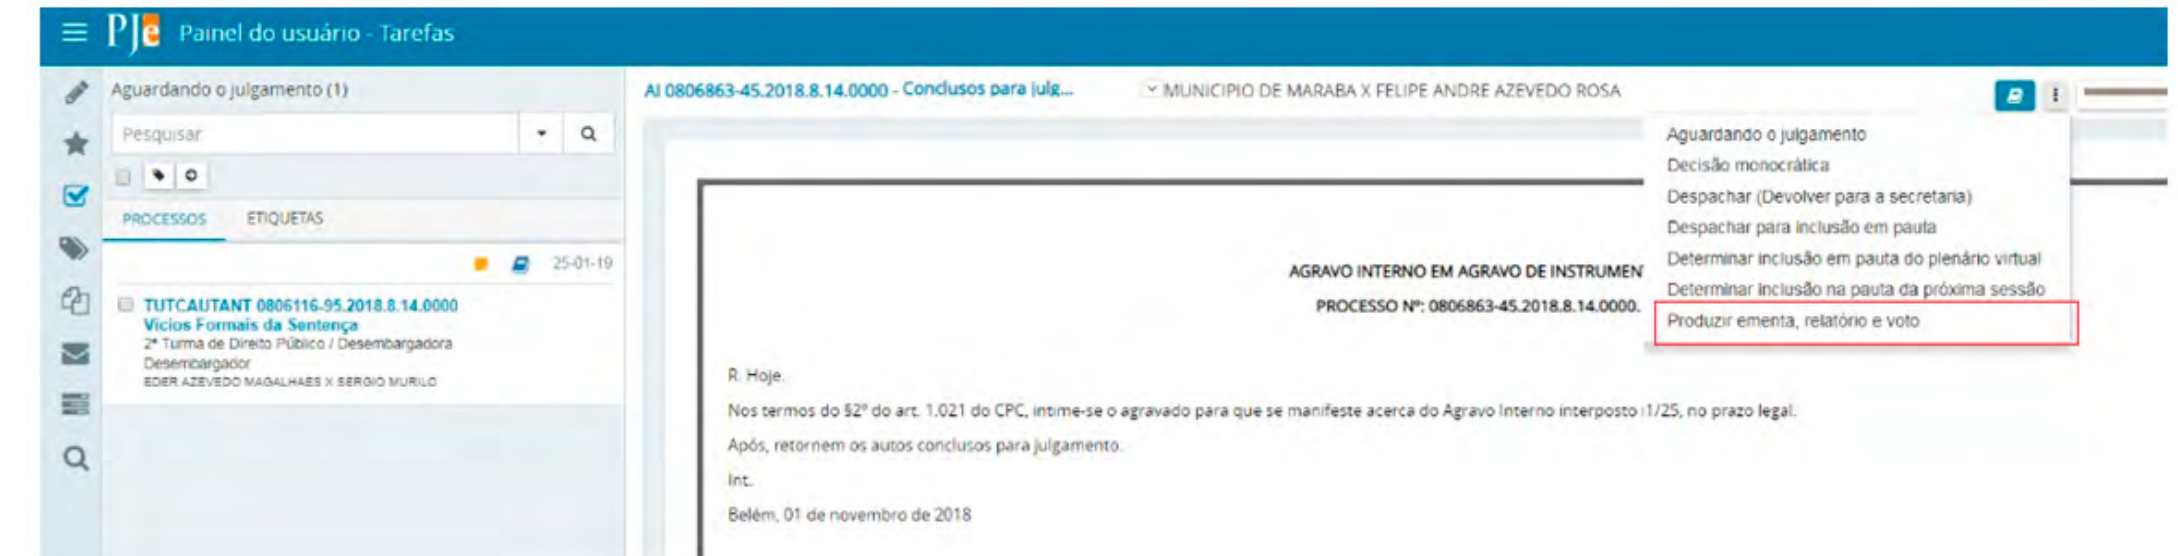 PJe Painel do usuário - Tarefas
Aguardando o julgamento (1)
Pesquisar
PROCESSOS ETIQUETAS
25-01-19
TUTCAUTANT 0806116-95.2018.8.14.0000
Vícios Formais da Sentença
2ª Turma de Direito Público / Desembargadora
Desembargador
EDER AZEVEDO MAGALHAES X SERGIO MURILO
AI 0806863-45.2018.8.14.0000 - Conclusos para julg... MUNICIPIO DE MARABA X FELIPE ANDRE AZEVEDO ROSA
Aguardando o julgamento
Decisão monocrática
Despachar (Devolver para a secretaria)
Despachar para inclusão em pauta
Determinar inclusão em pauta do plenário virtual
Determinar inclusão na pauta da próxima sessão
Produzir ementa, relatório e voto
AGRAVO INTERNO EM AGRAVO DE INSTRUMEN
PROCESSO Nº: 0806863-45.2018.8.14.0000.
R. Hoje.
Nos termos do §2º do art. 1.021 do CPC, intime-se o agravado para que se manifeste acerca do Agravo Interno interposto 1/25, no prazo legal.
Após, retornem os autos conclusos para julgamento.
Int.
Belém, 01 de novembro de 2018